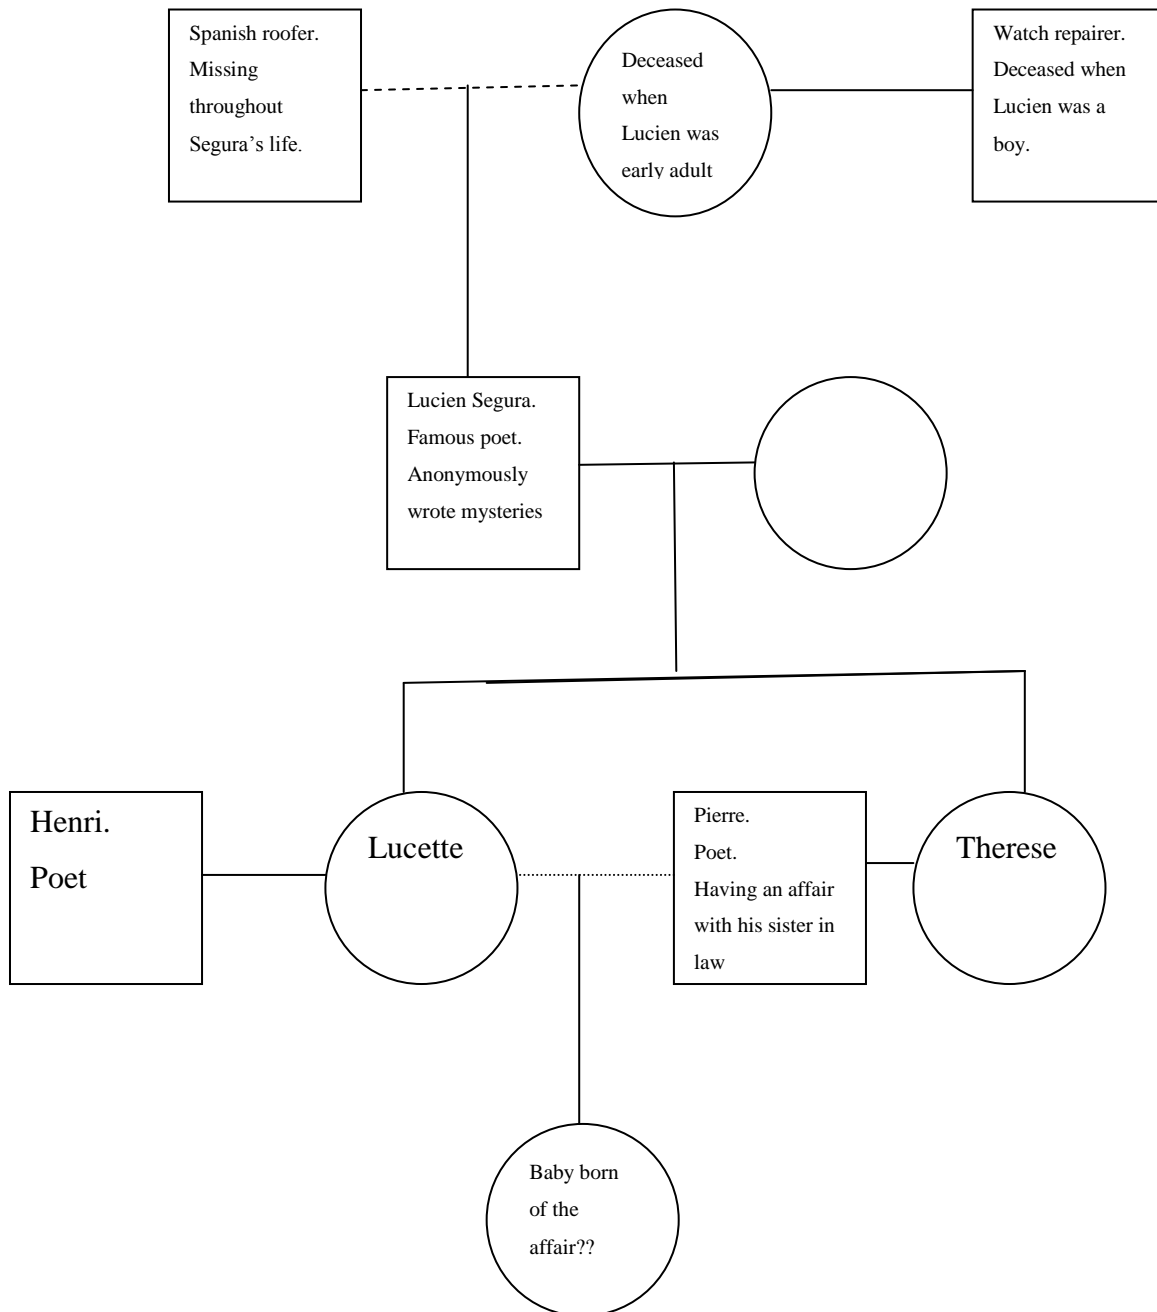 Spanish roofer.
Missing
throughout
Segura’s life.
Deceased
when
Lucien was
early adult
Watch repairer.
Deceased when
Lucien was a
boy.
Lucien Segura.
Famous poet.
Anonymously
wrote mysteries
Henri.
Poet
Lucette
Pierre.
Poet.
Having an affair
with his sister in
law
Therese
Baby born
of the
affair??